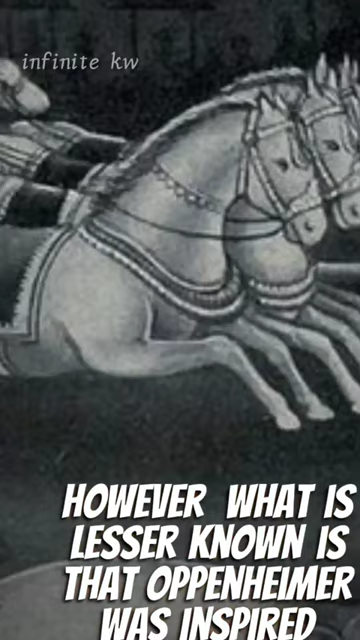 infinite kw
HOWEVER WHAT IS
LESSER KNOWN IS
THAT OPPENHEIMER
WAS INSPIRED